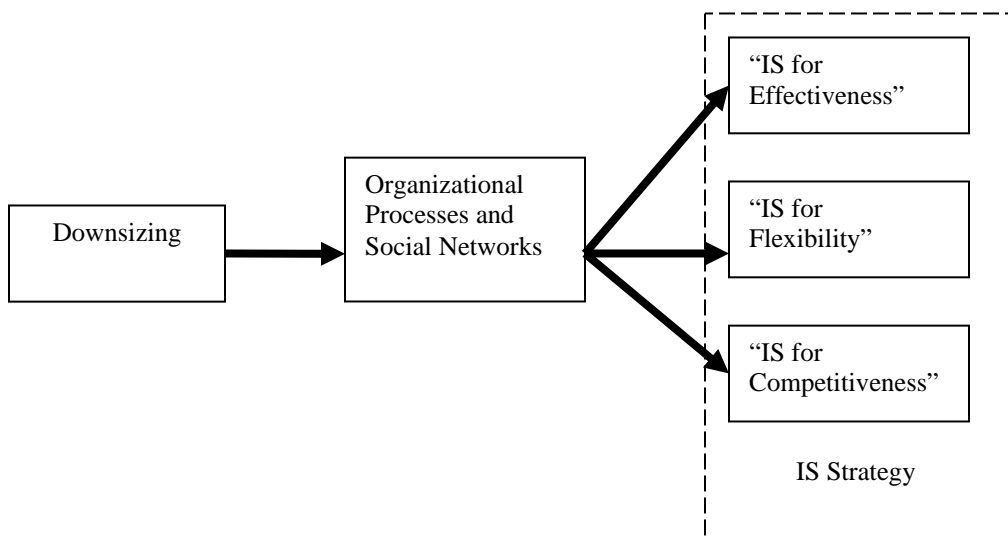 Downsizing
Organizational
Processes and
Social Networks
“IS for
Effectiveness”
“IS for
Flexibility”
“IS for
Competitiveness”
IS Strategy